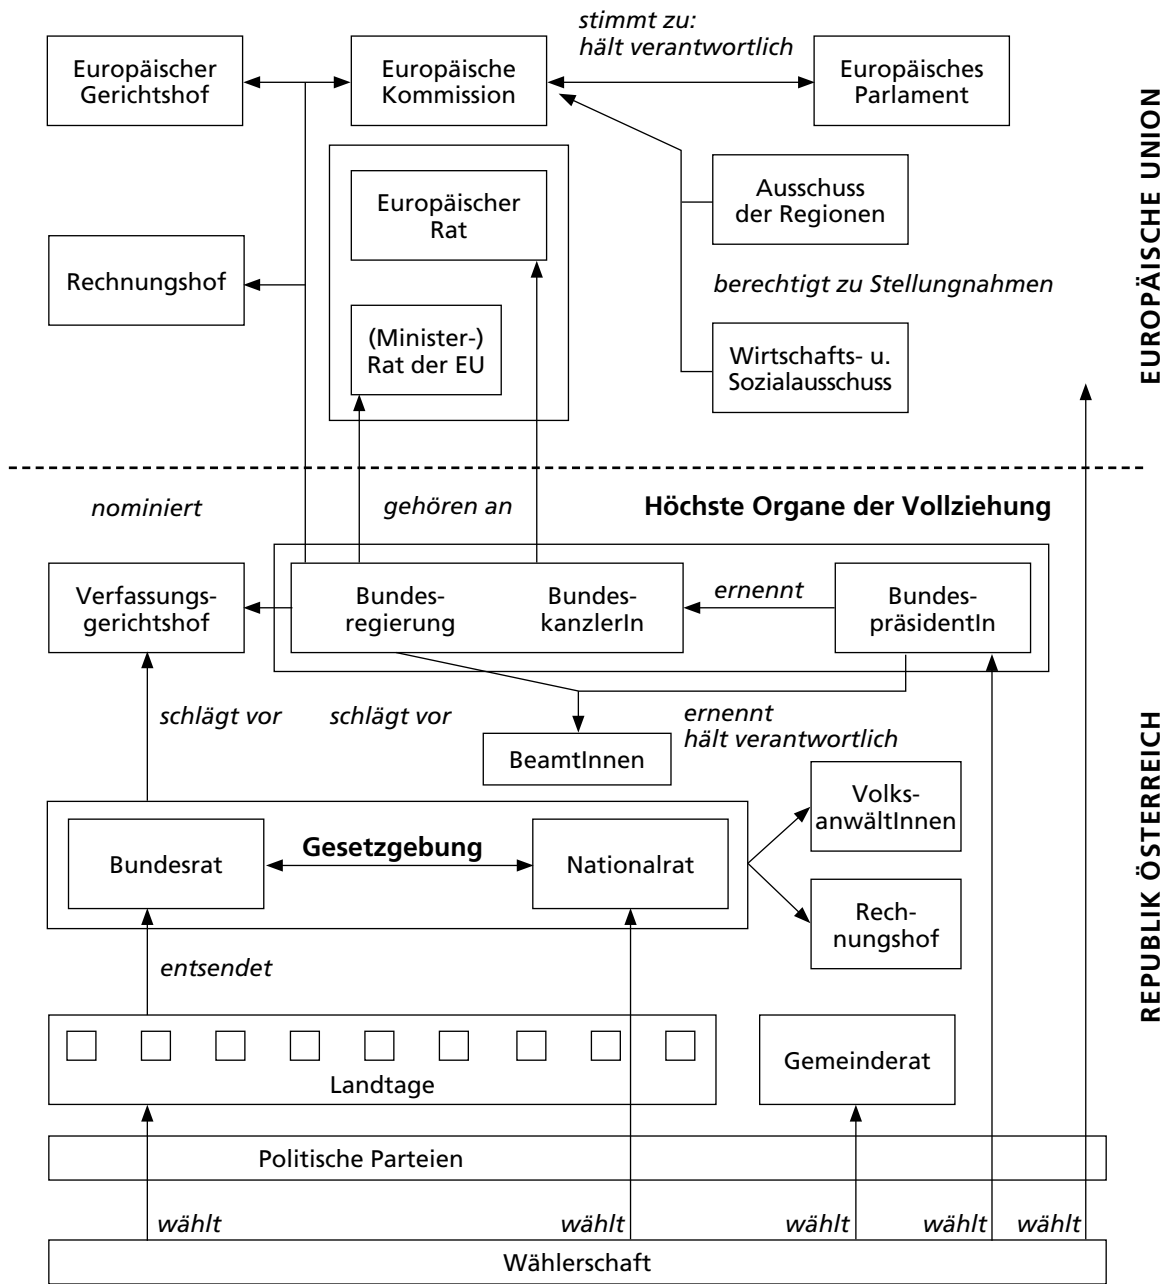 stimmt zu:
hält verantwortlich
Europäischer
Gerichtshof
Europäische
Kommission
Europäisches
Parlament
Europäischer
Rat
Ausschuss
der Regionen
Rechnungshof
berechtigt zu Stellungnahmen
(Minister-)
Rat der EU
Wirtschafts- u.
Sozialausschuss
EUROPÄISCHE UNION
nominiert
gehören an
Höchste Organe der Vollziehung
Verfassungs-
gerichtshof
Bundes-
regierung
Bundes-
kanzlerIn
ernennt
Bundes-
präsidentIn
schlägt vor
schlägt vor
ernennt
hält verantwortlich
BeamtInnen
Volks-
anwältInnen
Bundesrat
Gesetzgebung
Nationalrat
Rech-
nungshof
entsendet
REPUBLIK ÖSTERREICH
Landtage
Gemeinderat
Politische Parteien
wählt
wählt
wählt
wählt
wählt
Wählerschaft